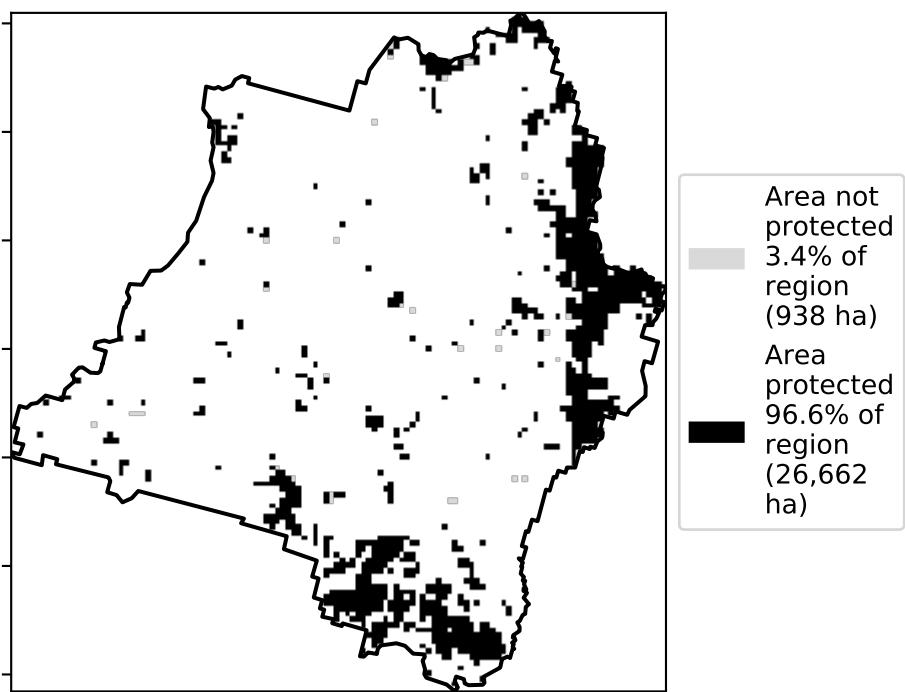 Area not
protected
3.4% of
region
(938 ha)
Area
protected
96.6% of
region
(26,662
ha)